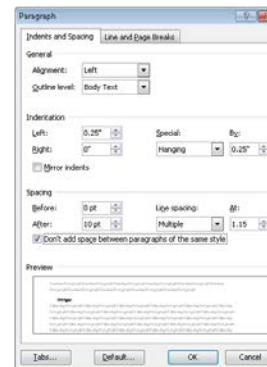 Paragraph
Indents and Spacing Line and Page Breaks
General
Alignment: Left
Outline level: Body Text
Indentation
Left: 0.25" Special: By:
Right: 0" Hanging 0.25"
Mirror indents
Spacing
Before: 0 pt Line spacing: At:
After: 10 pt Multiple 1.15
Don't add space between paragraphs of the same style
Preview
Tabs... Default... OK Cancel